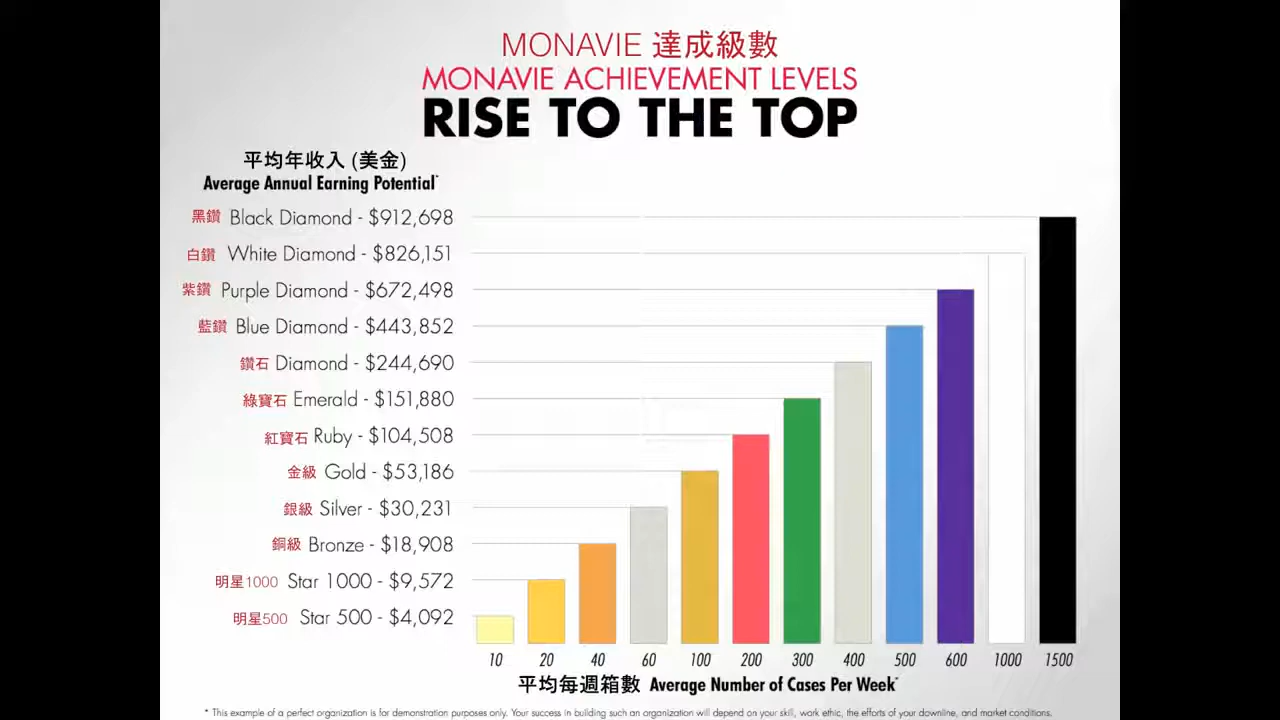 MONAVIE 達成級數
MONAVIE ACHIEVEMENT LEVELS
RISE TO THE TOP
平均年收入 (美金)
Average Annual Earning Potential*
黑鑽 Black Diamond - $912,698
白鑽 White Diamond - $826,151
紫鑽 Purple Diamond - $672,498
藍鑽 Blue Diamond - $443,852
鑽石 Diamond - $244,690
綠寶石 Emerald - $151,880
紅寶石 Ruby - $104,508
金級 Gold - $53,186
銀級 Silver - $30,231
銅級 Bronze - $18,908
明星1000 Star 1000 - $9,572
明星500 Star 500 - $4,092
10 20 40 60 100 200 300 400 500 600 1000 1500
平均每週箱數 Average Number of Cases Per Week*
* This example of a perfect organization is for demonstration purposes only. Your success in building such an organization will depend on your skill, work ethic, the efforts of your downline, and market conditions.